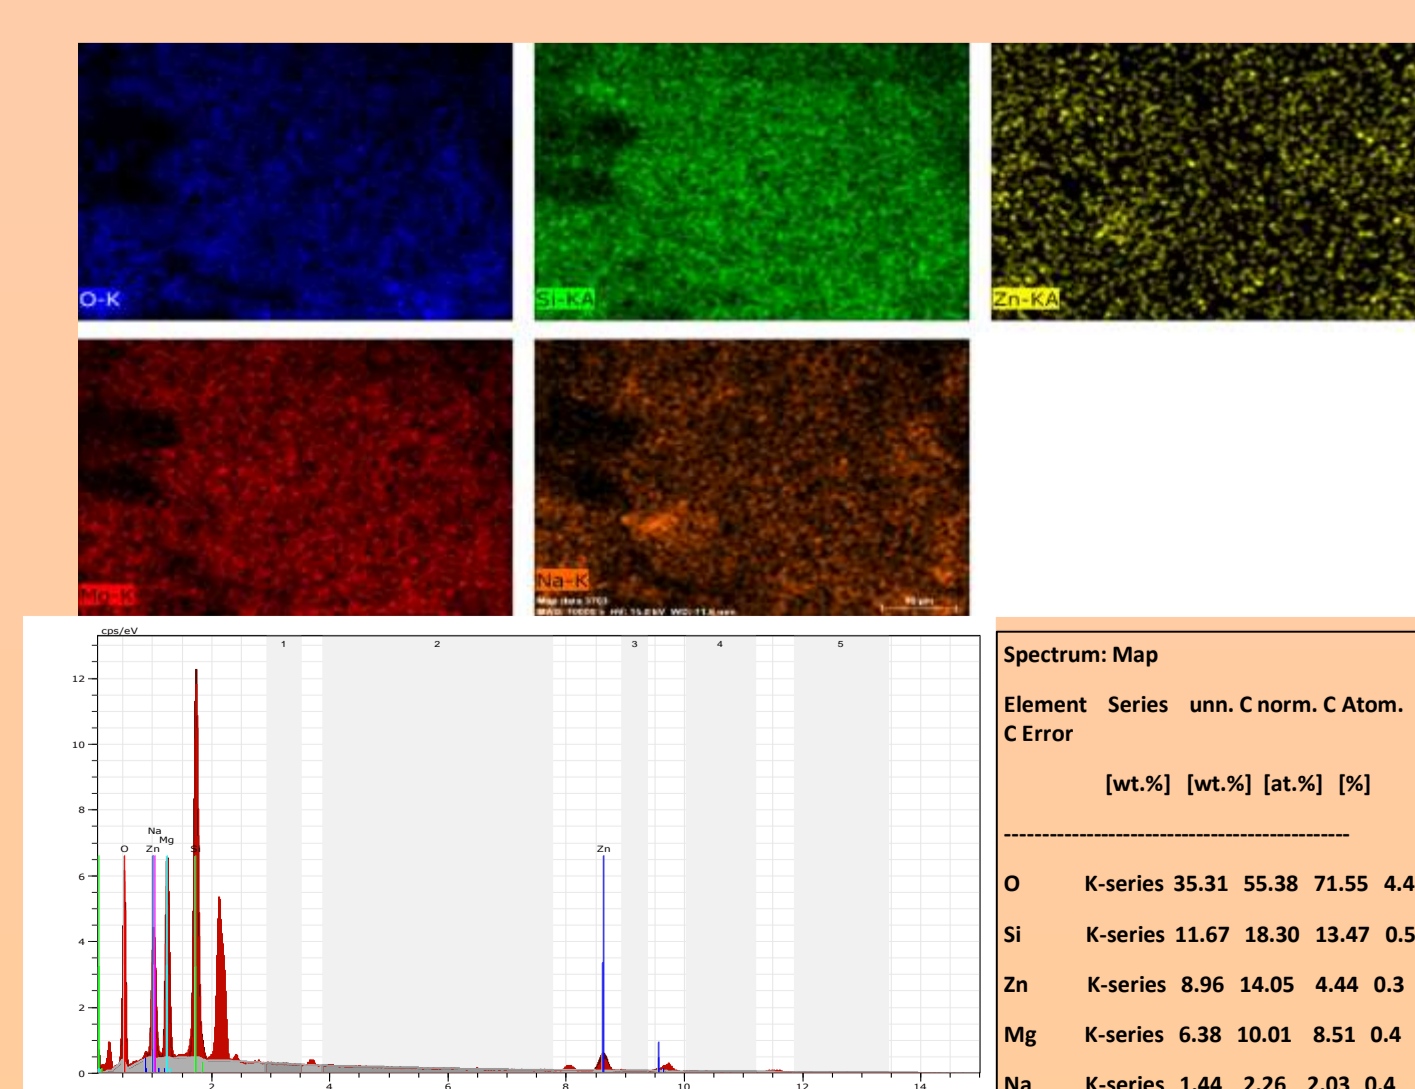 O-K
Si-KA
Zn-KA
Mg-K
Na-K
cps/eV
1 2 3 4 5
12
10
8
6
4
2
0
Na
Mg
O Zn Si
Zn
2 4 6 8 10 12 14
Spectrum: Map
Element Series unn. C norm. C Atom.
C Error
[wt.%] [wt.%] [at.%] [%]
----------------------------------------------
O K-series 35.31 55.38 71.55 4.4
Si K-series 11.67 18.30 13.47 0.5
Zn K-series 8.96 14.05 4.44 0.3
Mg K-series 6.38 10.01 8.51 0.4
Na K-series 1.44 2.26 2.03 0.4